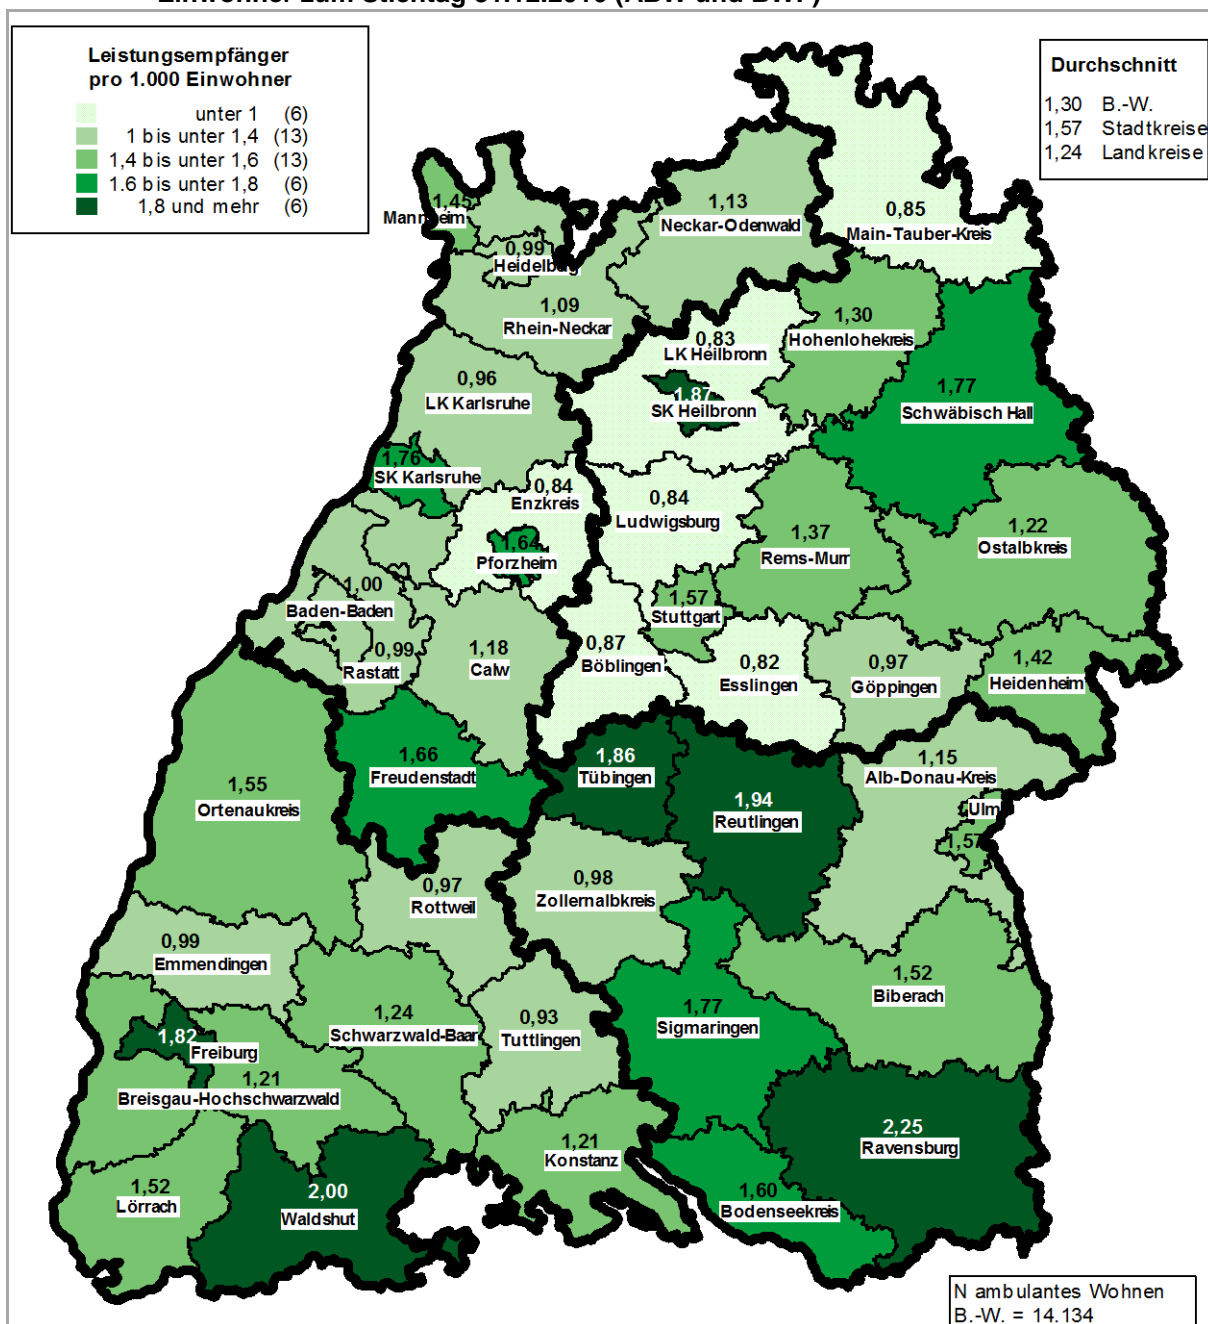 Leistungsempfänger
pro 1.000 Einwohner
unter 1 (6)
1 bis unter 1,4 (13)
1,4 bis unter 1,6 (13)
1.6 bis unter 1,8 (6)
1,8 und mehr (6)
Durchschnitt
1,30 B.-W.
1,57 Stadtkreise
1,24 Landkreise
1,45
Mannheim
0,99
Heidelberg
1,13
Neckar-Odenwald
0,85
Main-Tauber-Kreis
1,09
Rhein-Neckar
0,83
LK Heilbronn
1,30
Hohenlohekreis
0,96
LK Karlsruhe
1,87
SK Heilbronn
1,77
Schwäbisch Hall
1,76
SK Karlsruhe
0,84
Enzkreis
0,84
Ludwigsburg
1,64
Pforzheim
1,37
Rems-Murr
1,22
Ostalbkreis
1,00
Baden-Baden
1,57
Stuttgart
0,99
Rastatt
1,18
Calw
0,87
Böblingen
0,82
Esslingen
0,97
Göppingen
1,42
Heidenheim
1,55
Ortenaukreis
1,66
Freudenstadt
1,86
Tübingen
1,94
Reutlingen
1,15
Alb-Donau-Kreis
Ulm
1,57
0,97
Rottweil
0,98
Zollernalbkreis
0,99
Emmendingen
1,52
Biberach
1,24
Schwarzwald-Baar
0,93
Tuttlingen
1,77
Sigmaringen
1,82
Freiburg
1,21
Breisgau-Hochschwarzwald
1,21
Konstanz
2,25
Ravensburg
1,52
Lörrach
2,00
Waldshut
1,60
Bodenseekreis
N ambulantes Wohnen
B.-W. = 14.134